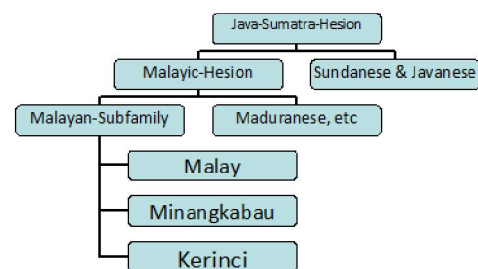 Java-Sumatra-Hesion
Malayic-Hesion
Sundanese & Javanese
Malayan-Subfamily
Maduranese, etc
Malay
Minangkabau
Kerinci